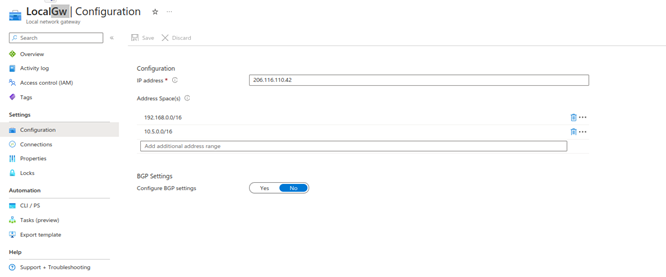 LocalGw | Configuration
Local network gateway
Search
Save
Discard
Overview
Activity log
Access control (IAM)
Tags
Settings
Configuration
Connections
Properties
Locks
Automation
CLI / PS
Tasks (preview)
Export template
Help
Support + Troubleshooting
Configuration
IP address *
206.116.110.42
Address Space(s)
192.168.0.0/16
10.5.0.0/16
Add additional address range
BGP Settings
Configure BGP settings
Yes
No